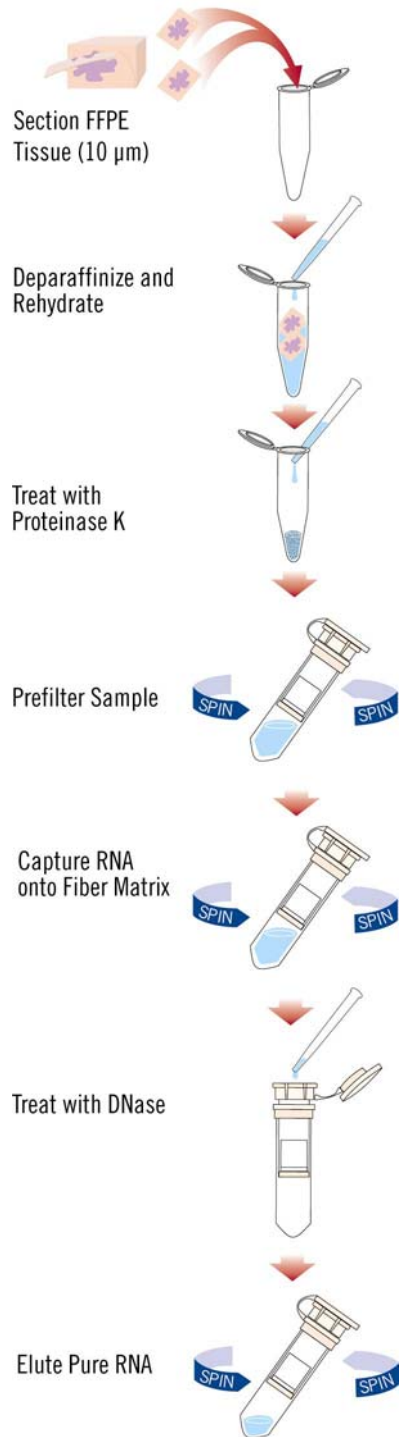 Section FFPE
Tissue (10 µm)
Deparaffinize and
Rehydrate
Treat with
Proteinase K
Prefilter Sample
SPIN
SPIN
Capture RNA
onto Fiber Matrix
SPIN
SPIN
Treat with DNase
Elute Pure RNA
SPIN
SPIN